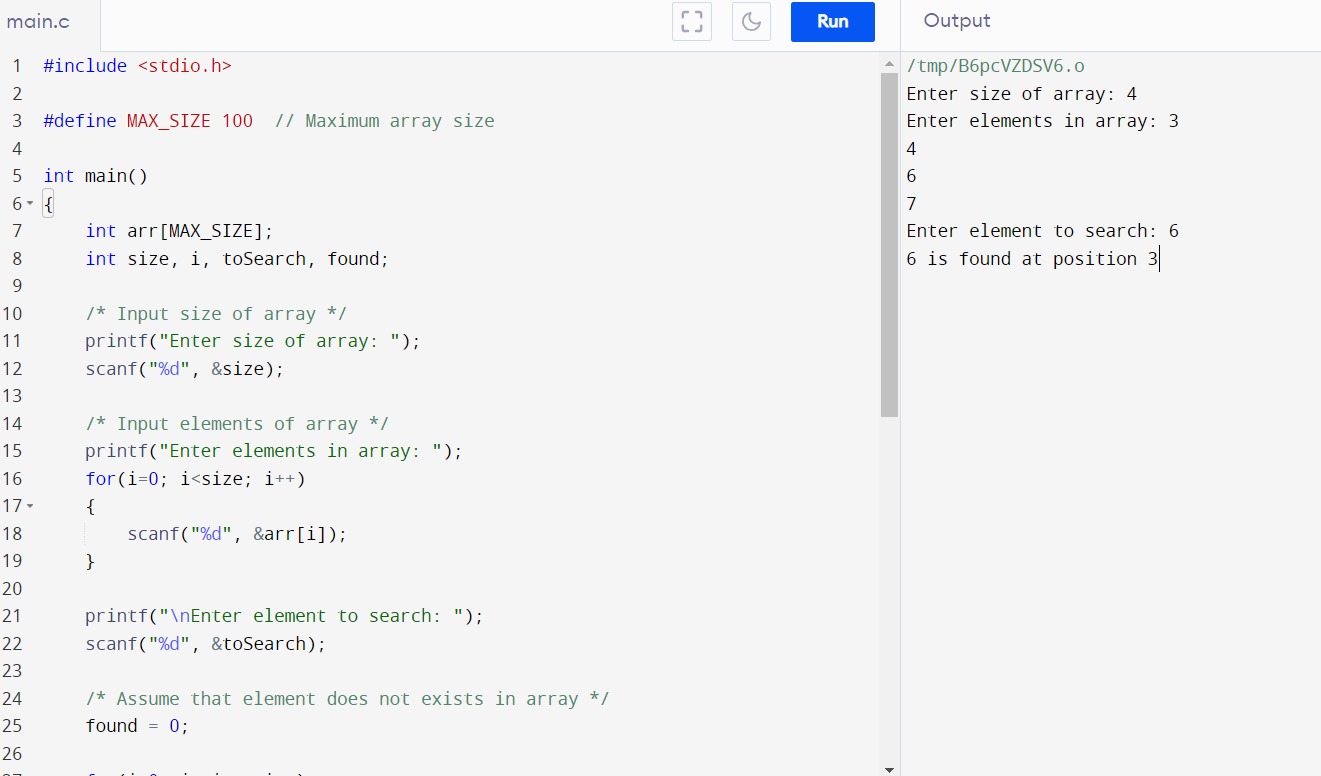 main.c
Run
Output
1 #include <stdio.h>
2
3 #define MAX_SIZE 100  // Maximum array size
4
5 int main()
6 {
7     int arr[MAX_SIZE];
8     int size, i, toSearch, found;
9
10     /* Input size of array */
11     printf("Enter size of array: ");
12     scanf("%d", &size);
13
14     /* Input elements of array */
15     printf("Enter elements in array: ");
16     for(i=0; i<size; i++)
17     {
18         scanf("%d", &arr[i]);
19     }
20
21     printf("\nEnter element to search: ");
22     scanf("%d", &toSearch);
23
24     /* Assume that element does not exists in array */
25     found = 0;
26
/tmp/B6pcVZDSV6.o
Enter size of array: 4
Enter elements in array: 3
4
6
7
Enter element to search: 6
6 is found at position 3